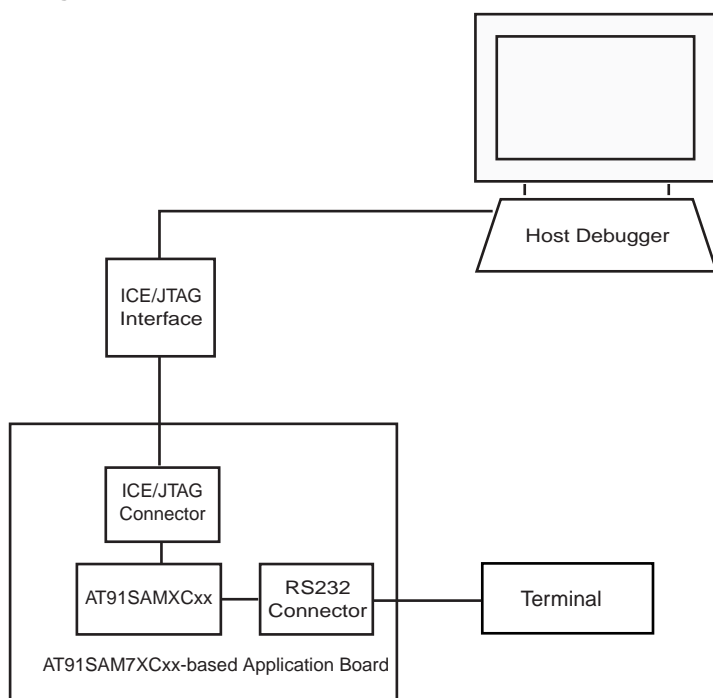 Host Debugger
ICE/JTAG
Interface
ICE/JTAG
Connector
AT91SAMXCxx
RS232
Connector
Terminal
AT91SAM7XCxx-based Application Board